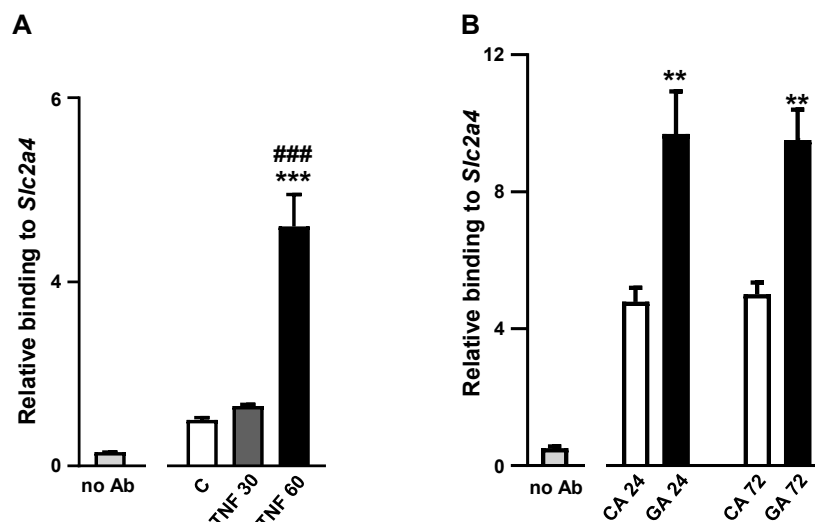 A
Relative binding to Slc2a4
6
4
0
###
***
no Ab
C
TNF 30
TNF 60
B
Relative binding to Slc2a4
12
8
4
0
**
**
no Ab
CA 24
GA 24
CA 72
GA 72